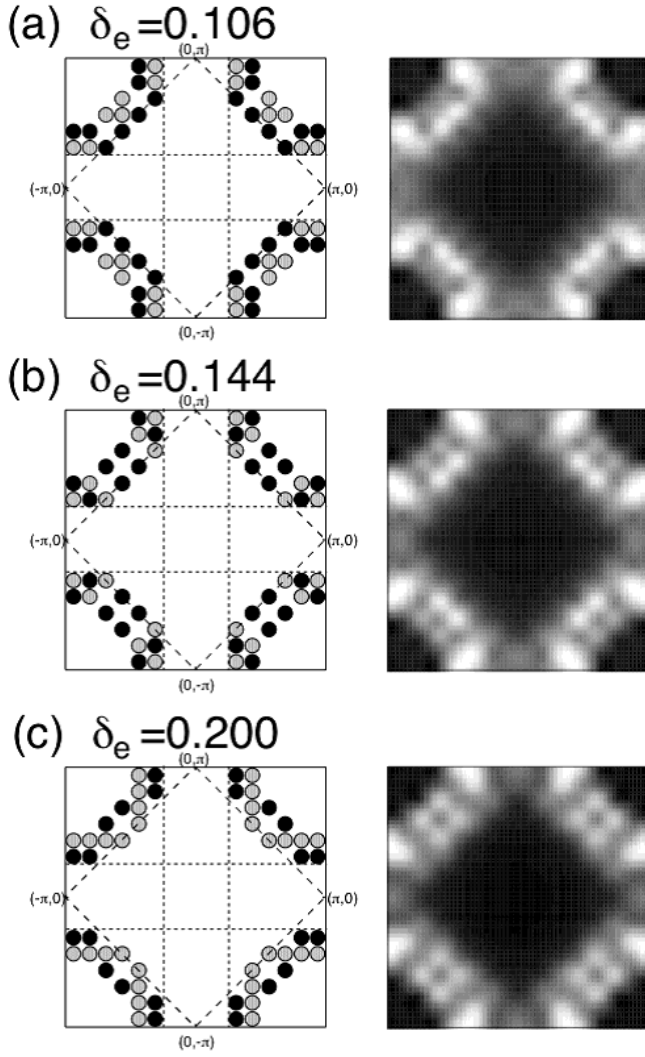 (a) δe=0.106
(0,π)
(-π,0) (π,0)
(0,-π)
(b) δe=0.144
(0,π)
(-π,0) (π,0)
(0,-π)
(c) δe=0.200
(0,π)
(-π,0) (π,0)
(0,-π)